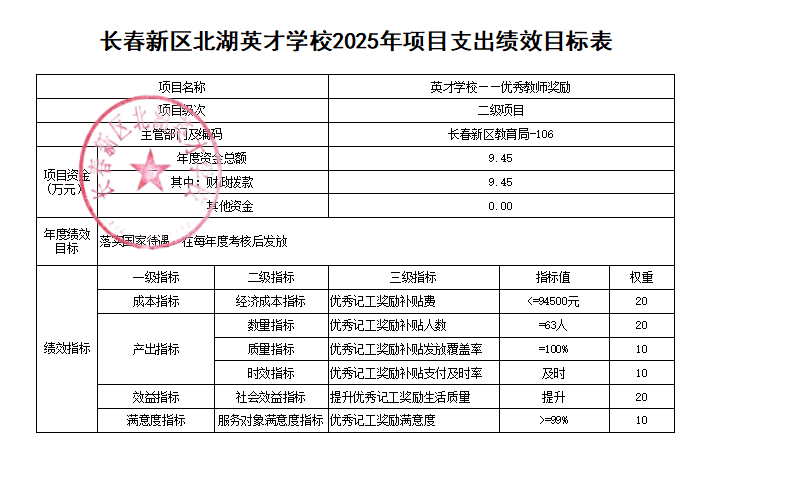 长春新区北湖英才学校2025年项目支出绩效目标表
项目名称 英才学校——优秀教师奖励
项目级次 二级项目
主管部门及编码 长春新区教育局-106
项目资金（万元） 年度资金总额 9.45
其中：财政拨款 9.45
其他资金 0.00
年度绩效目标 落实国家待遇，在每年度考核后发放
绩效指标 一级指标 二级指标 三级指标 指标值 权重
成本指标 经济成本指标 优秀记工奖励补贴费 <=94500元 20
产出指标 数量指标 优秀记工奖励补贴人数 =63人 20
质量指标 优秀记工奖励补贴发放覆盖率 =100% 10
时效指标 优秀记工奖励补贴支付及时率 及时 10
效益指标 社会效益指标 提升优秀记工奖励生活质量 提升 20
满意度指标 服务对象满意度指标 优秀记工奖励满意度 >=99% 10
长春新区北湖英才学校